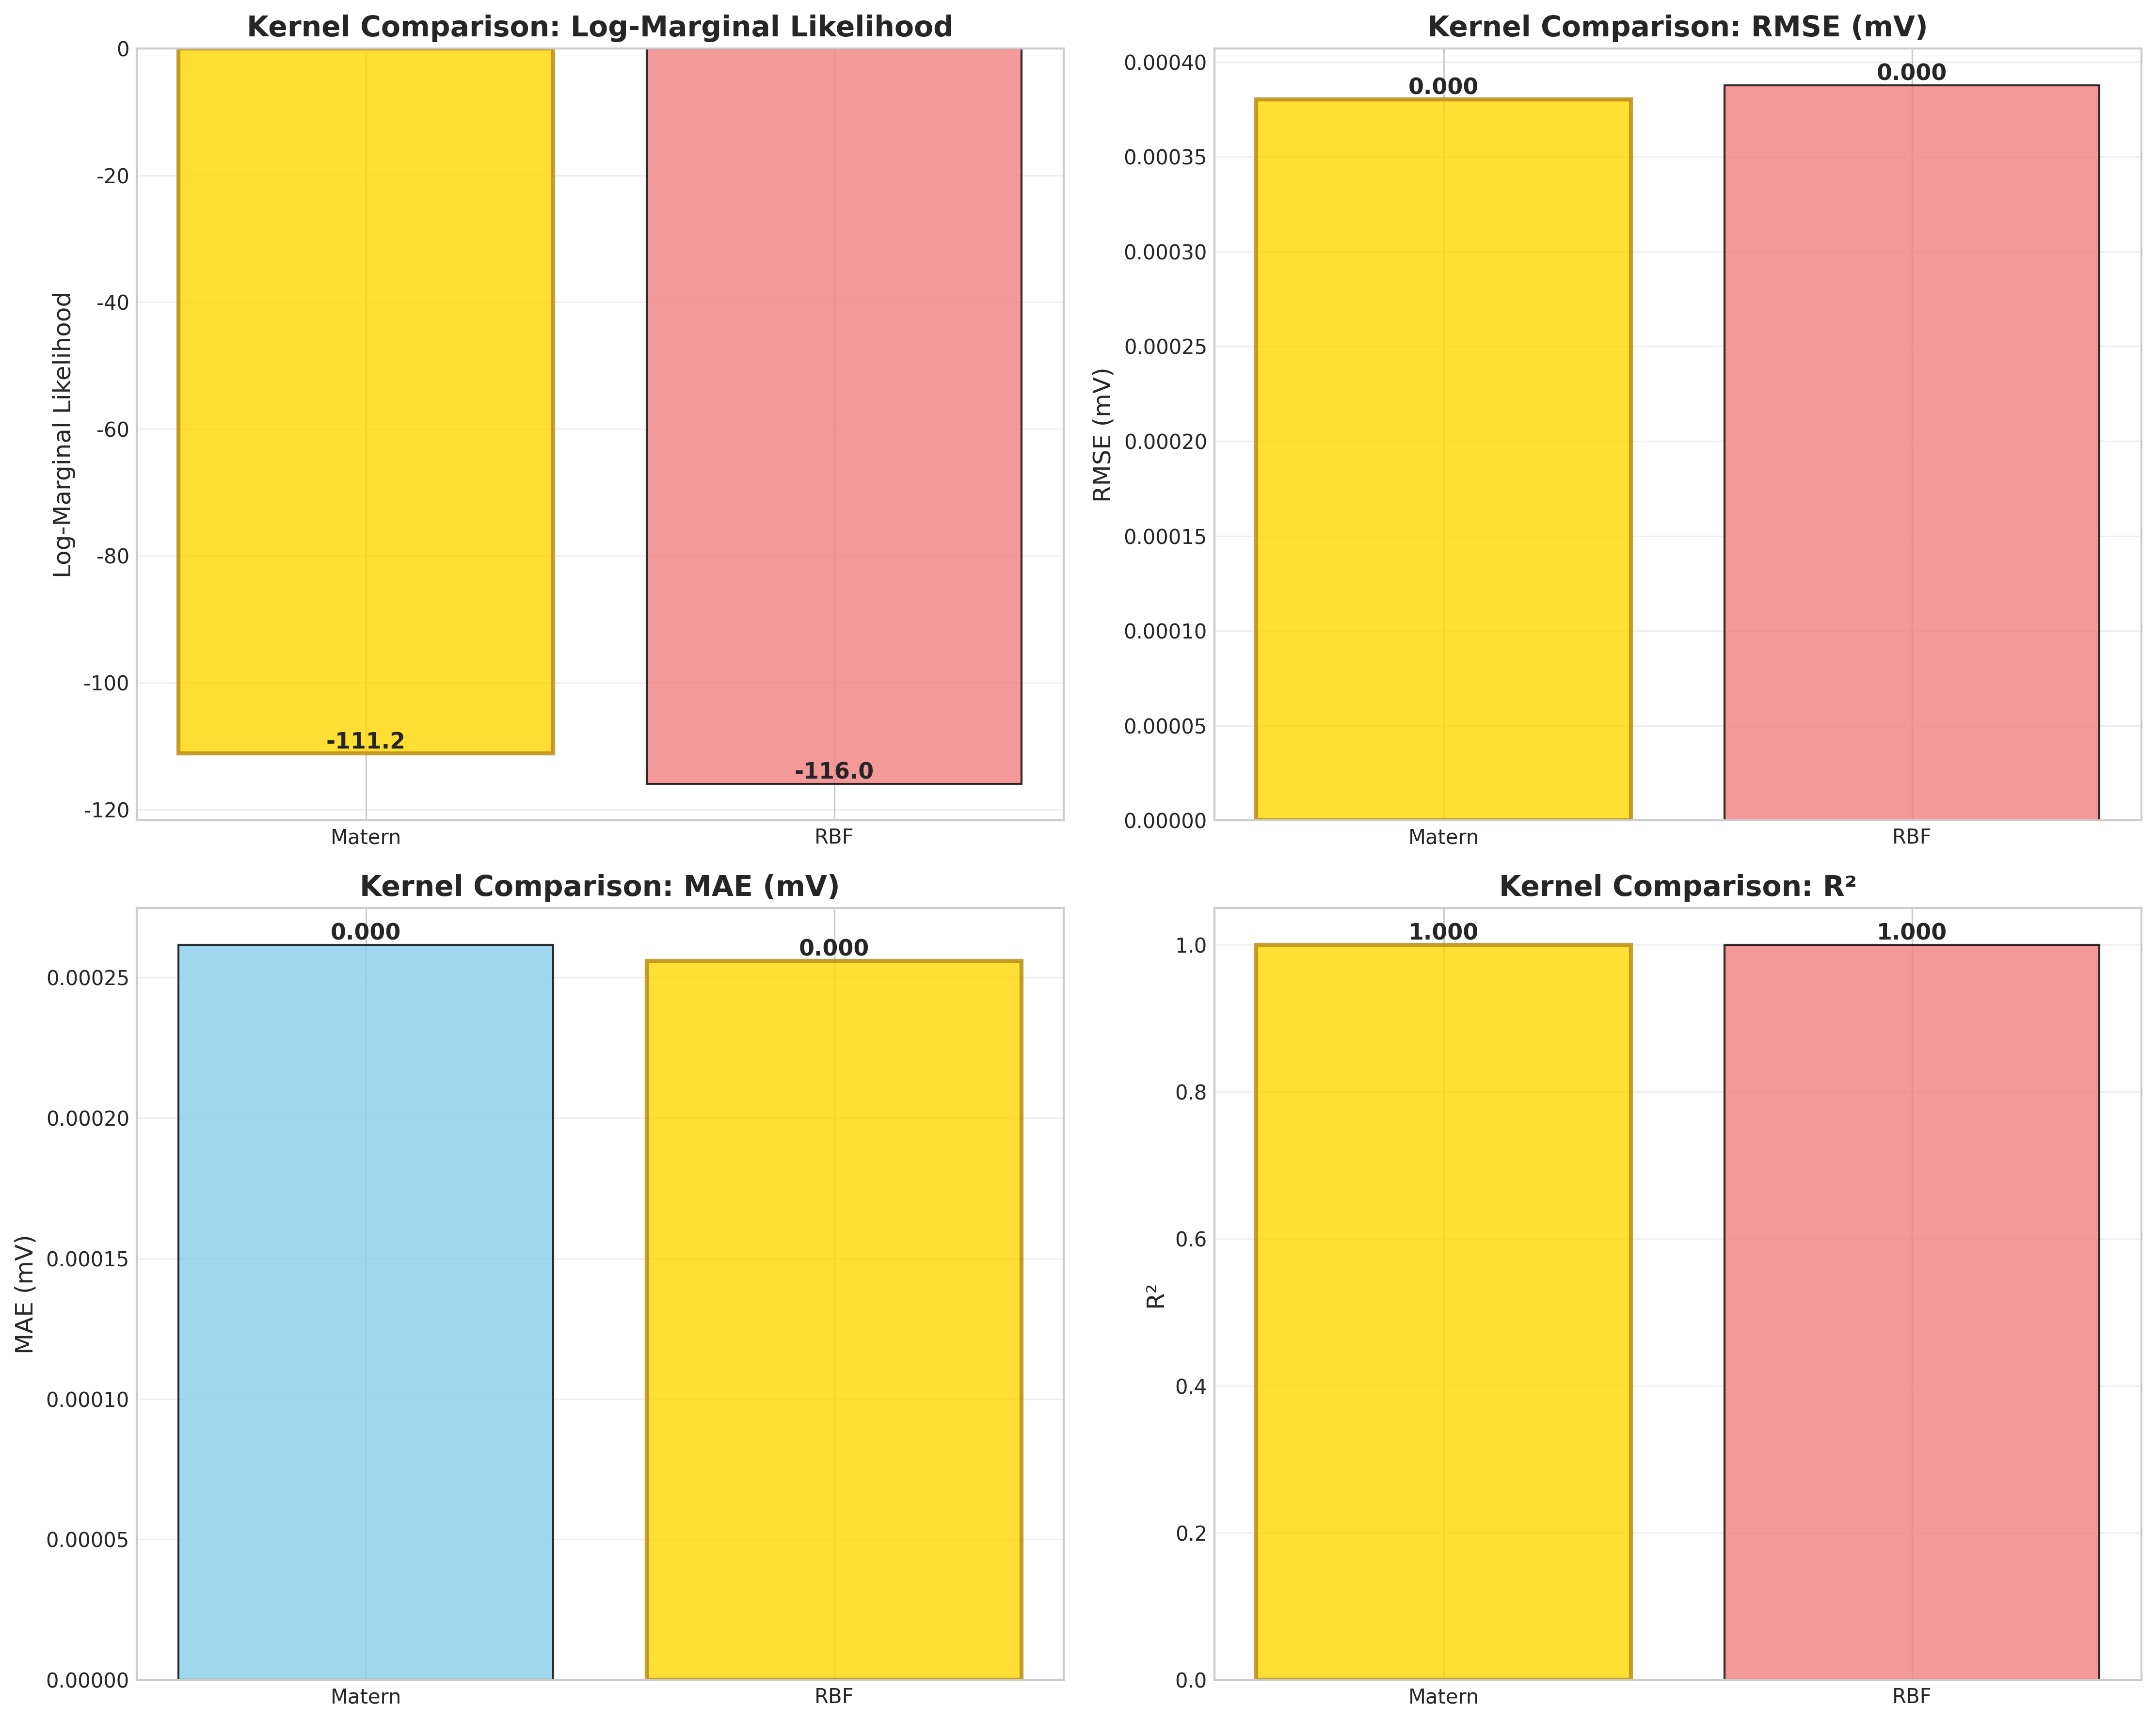 Kernel Comparison: Log-Marginal Likelihood
0
-20
-40
-60
-80
-100
-120
Log-Marginal Likelihood
-111.2
-116.0
Matern
RBF
Kernel Comparison: RMSE (mV)
0.00040
0.00035
0.00030
0.00025
0.00020
0.00015
0.00010
0.00005
0.00000
RMSE (mV)
0.000
0.000
Matern
RBF
Kernel Comparison: MAE (mV)
0.00025
0.00020
0.00015
0.00010
0.00005
0.00000
MAE (mV)
0.000
0.000
Matern
RBF
Kernel Comparison: R²
1.0
0.8
0.6
0.4
0.2
0.0
R²
1.000
1.000
Matern
RBF